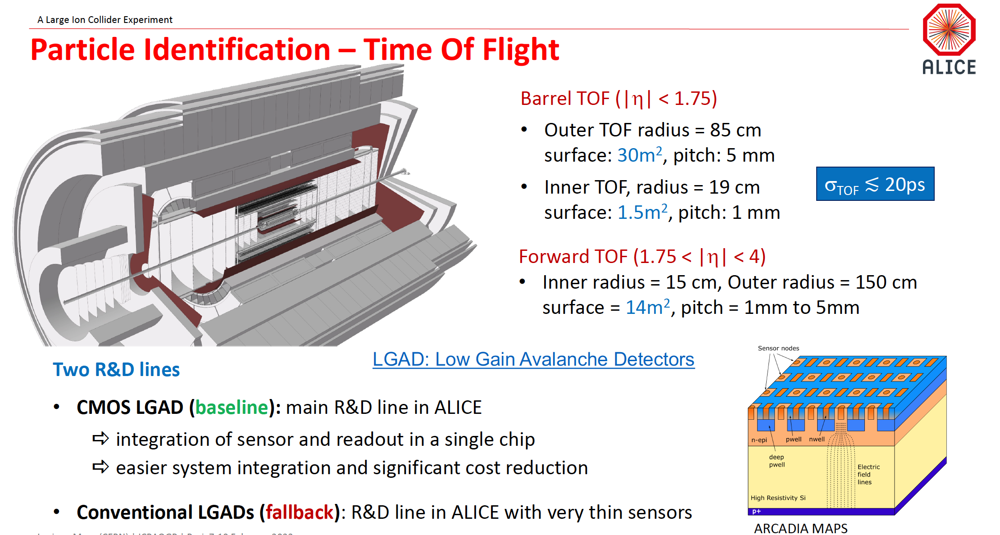 A Large Ion Collider Experiment
ALICE
Particle Identification – Time Of Flight
Barrel TOF (|η| < 1.75)
• Outer TOF radius = 85 cm
surface: 30m², pitch: 5 mm
• Inner TOF, radius = 19 cm
surface: 1.5m², pitch: 1 mm
σTOF ≲ 20ps
Forward TOF (1.75 < |η| < 4)
• Inner radius = 15 cm, Outer radius = 150 cm
surface = 14m², pitch = 1mm to 5mm
LGAD: Low Gain Avalanche Detectors
Two R&D lines
• CMOS LGAD (baseline): main R&D line in ALICE
⇨ integration of sensor and readout in a single chip
⇨ easier system integration and significant cost reduction
• Conventional LGADs (fallback): R&D line in ALICE with very thin sensors
Sensor nodes
n-epi
pwell
nwell
deep
pwell
Electric
field
lines
High Resistivity Si
p+
ARCADIA MAPS